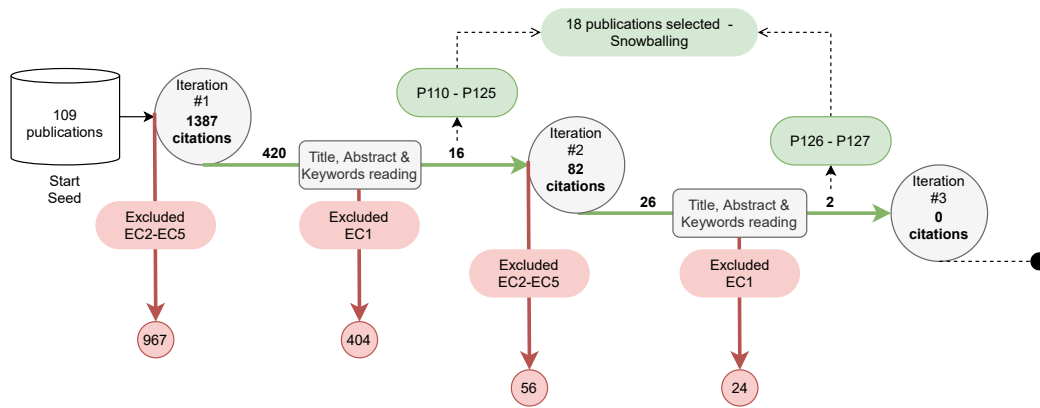 18 publications selected -
Snowballing
109
publications
Start
Seed
Iteration
#1
1387
citations
P110 - P125
420
Title, Abstract &
Keywords reading
16
Excluded
EC2-EC5
967
Excluded
EC1
404
Iteration
#2
82
citations
P126 - P127
26
Title, Abstract &
Keywords reading
2
Excluded
EC2-EC5
56
Excluded
EC1
24
Iteration
#3
0
citations